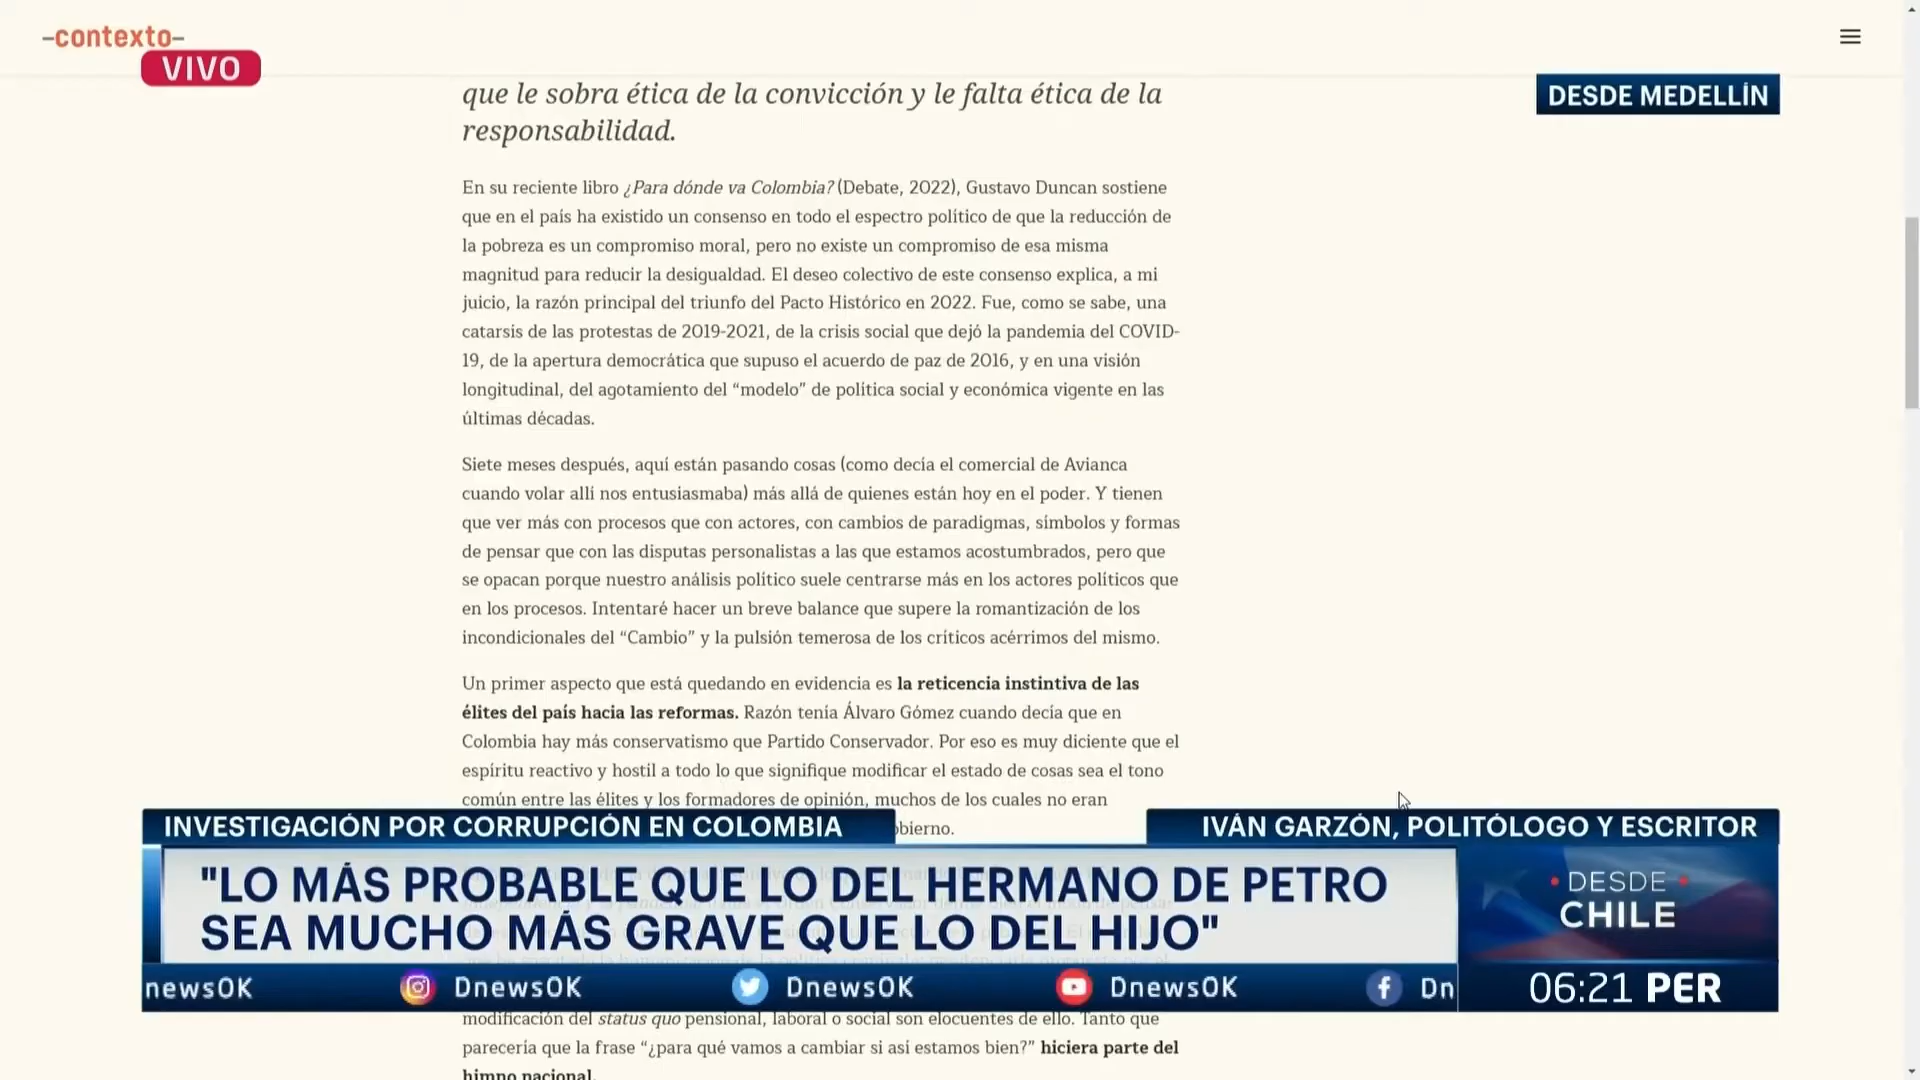 -contexto-
VIVO
DESDE MEDELLÍN
que le sobra ética de la convicción y le falta ética de la
responsabilidad.
En su reciente libro ¿Para dónde va Colombia? (Debate, 2022), Gustavo Duncan sostiene
que en el país ha existido un consenso en todo el espectro político de que la reducción de
la pobreza es un compromiso moral, pero no existe un compromiso de esa misma
magnitud para reducir la desigualdad. El deseo colectivo de este consenso explica, a mi
juicio, la razón principal del triunfo del Pacto Histórico en 2022. Fue, como se sabe, una
catarsis de las protestas de 2019-2021, de la crisis social que dejó la pandemia del COVID-
19, de la apertura democrática que supuso el acuerdo de paz de 2016, y en una visión
longitudinal, del agotamiento del “modelo” de política social y económica vigente en las
últimas décadas.
Siete meses después, aquí están pasando cosas (como decía el comercial de Avianca
cuando volar allí nos entusiasmaba) más allá de quienes están hoy en el poder. Y tienen
que ver más con procesos que con actores, con cambios de paradigmas, símbolos y formas
de pensar que con las disputas personalistas a las que estamos acostumbrados, pero que
se opacan porque nuestro análisis político suele centrarse más en los actores políticos que
en los procesos. Intentaré hacer un breve balance que supere la romantización de los
incondicionales del “Cambio” y la pulsión temerosa de los críticos acérrimos del mismo.
Un primer aspecto que está quedando en evidencia es la reticencia instintiva de las
élites del país hacia las reformas. Razón tenía Álvaro Gómez cuando decía que en
Colombia hay más conservatismo que Partido Conservador. Por eso es muy diciente que el
espíritu reactivo y hostil a todo lo que signifique modificar el estado de cosas sea el tono
común entre las élites y los formadores de opinión, muchos de los cuales no eran
obierno.
INVESTIGACIÓN POR CORRUPCIÓN EN COLOMBIA
IVÁN GARZÓN, POLITÓLOGO Y ESCRITOR
"LO MÁS PROBABLE QUE LO DEL HERMANO DE PETRO
SEA MUCHO MÁS GRAVE QUE LO DEL HIJO"
DESDE
CHILE
newsOK DnewsOK DnewsOK DnewsOK Dn
06:21 PER
modificación del status quo pensional, laboral o social son elocuentes de ello. Tanto que
parecería que la frase “¿para qué vamos a cambiar si así estamos bien?” hiciera parte del
himno nacional.